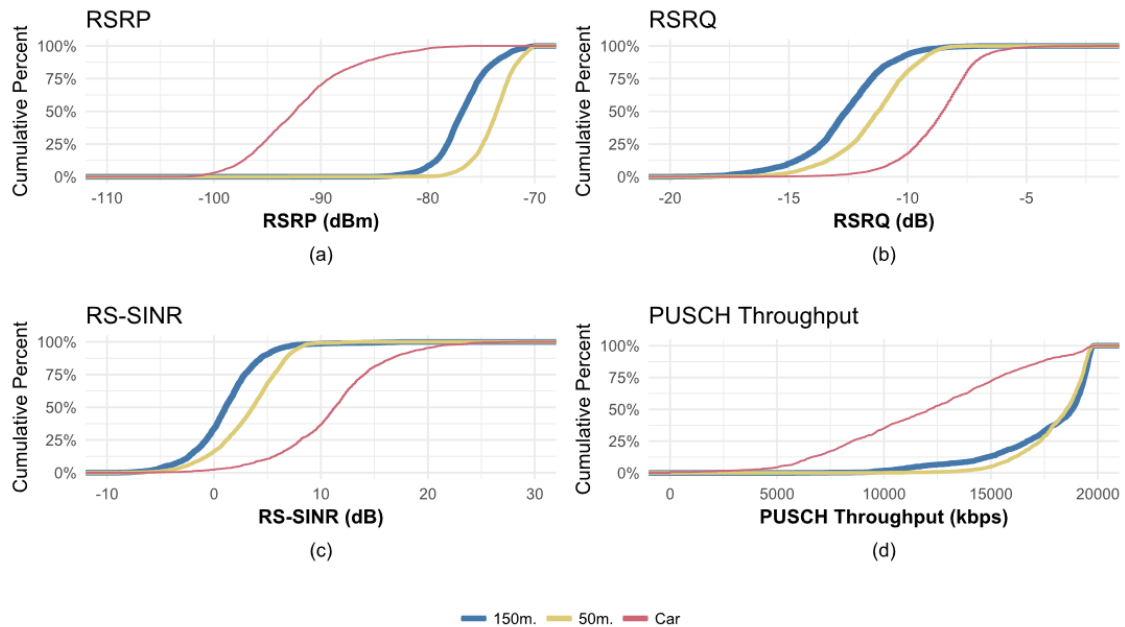 RSRP
Cumulative Percent
100%
75%
50%
25%
0%
-110 -100 -90 -80 -70
RSRP (dBm)
(a)
RSRQ
Cumulative Percent
100%
75%
50%
25%
0%
-20 -15 -10 -5
RSRQ (dB)
(b)
RS-SINR
Cumulative Percent
100%
75%
50%
25%
0%
-10 0 10 20 30
RS-SINR (dB)
(c)
PUSCH Throughput
Cumulative Percent
100%
75%
50%
25%
0%
0 5000 10000 15000 20000
PUSCH Throughput (kbps)
(d)
150m. 50m. Car